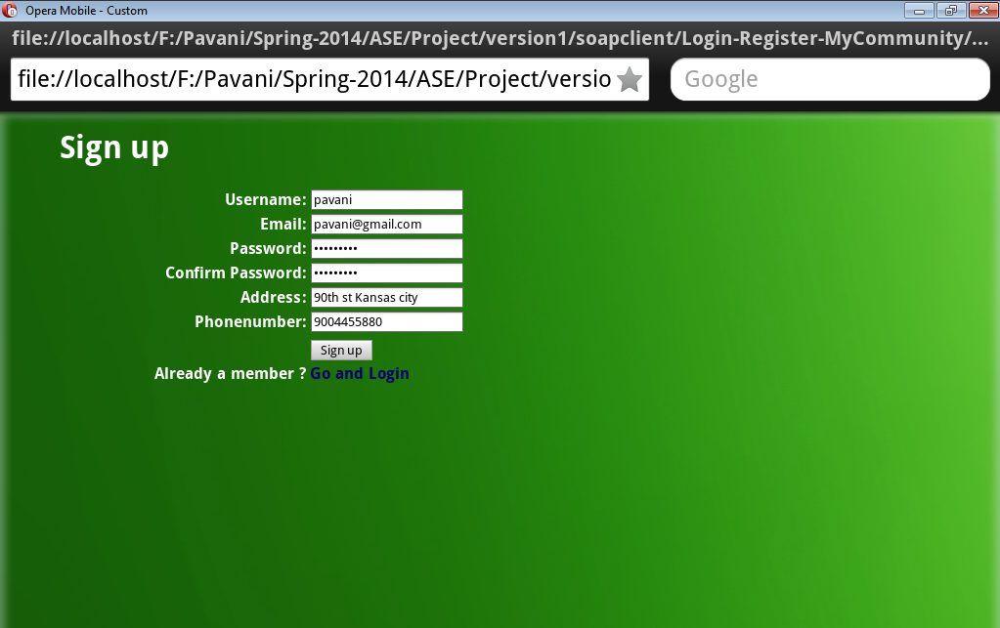 Opera Mobile - Custom
file://localhost/F:/Pavani/Spring-2014/ASE/Project/version1/soapclient/Login-Register-MyCommunity/...
file://localhost/F:/Pavani/Spring-2014/ASE/Project/versio Google
Sign up
Username: pavani
Email: pavani@gmail.com
Password: •••••••••
Confirm Password: •••••••••
Address: 90th st Kansas city
Phonenumber: 9004455880
Sign up
Already a member ? Go and Login